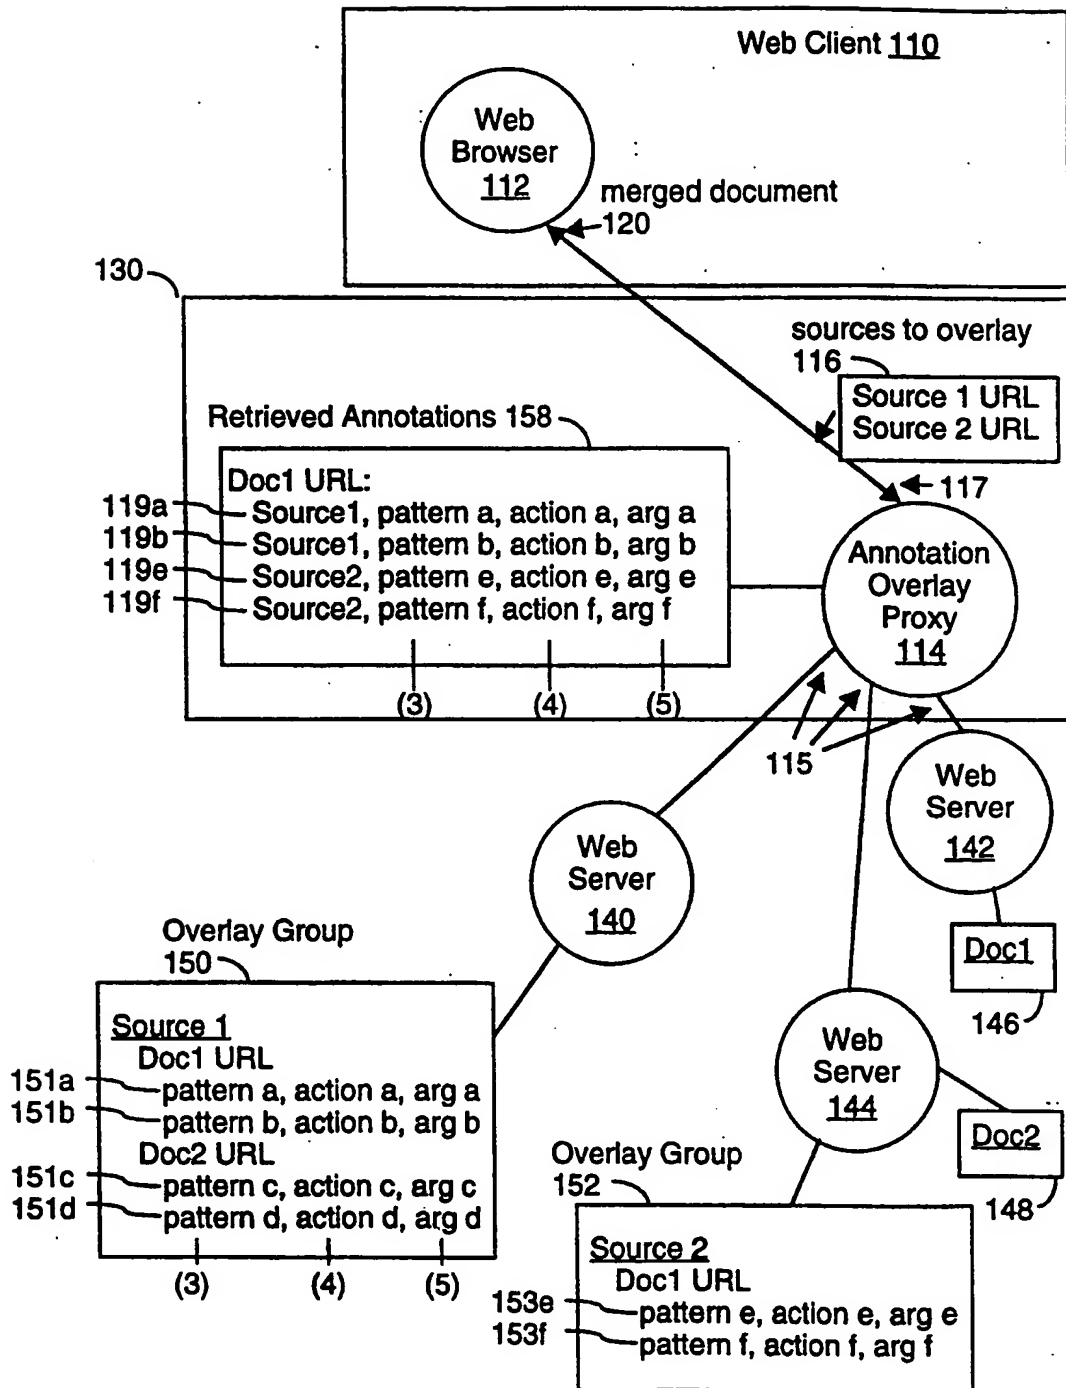 Web Client 110
Web
Browser
112
merged document
120
130
sources to overlay
116
Source 1 URL
Source 2 URL
Retrieved Annotations 158
117
Doc1 URL:
119a Source1, pattern a, action a, arg a
119b Source1, pattern b, action b, arg b
119e Source2, pattern e, action e, arg e
119f Source2, pattern f, action f, arg f
(3) (4) (5)
Annotation
Overlay
Proxy
114
115
Web
Server
142
Web
Server
140
Doc1
146
Overlay Group
150
Source 1
Doc1 URL
151a pattern a, action a, arg a
151b pattern b, action b, arg b
Doc2 URL
151c pattern c, action c, arg c
151d pattern d, action d, arg d
(3) (4) (5)
Web
Server
144
Doc2
148
Overlay Group
152
Source 2
Doc1 URL
153e pattern e, action e, arg e
153f pattern f, action f, arg f